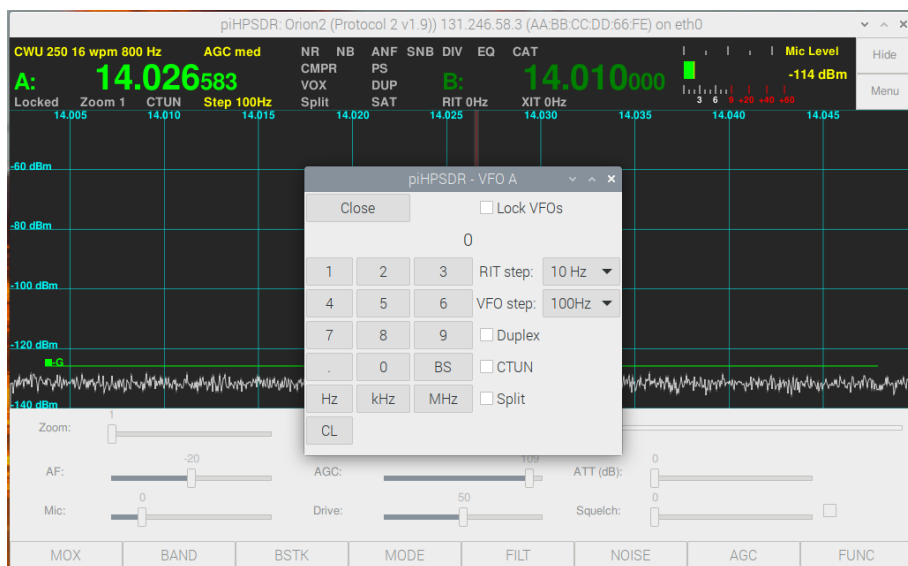 piHPSDR: Orion2 (Protocol 2 v1.9)) 131.246.58.3 (AA:BB:CC:DD:66:FE) on eth0
CWU 250 16 wpm 800 Hz AGC med NR NB ANF SNB DIV EQ CAT Mic Level Hide
CMPR PS
A: 14.026583 VOX DUP B: 14.010000 -114 dBm
Menu
Locked Zoom 1 CTUN Step 100Hz Split SAT RIT 0Hz XIT 0Hz 3 6 9 +20 +40 +60
14.005 14.010 14.015 14.020 14.025 14.030 14.035 14.040 14.045
-60 dBm
piHPSDR - VFO A
Close Lock VFOs
-80 dBm
0
1 2 3 RIT step: 10 Hz
-100 dBm
4 5 6 VFO step: 100Hz
7 8 9 Duplex
-120 dBm
-G
. 0 BS CTUN
Hz kHz MHz Split
-140 dBm
CL
Zoom: 1
AF: -20 AGC: 109 ATT (dB): 0
Mic: 0 Drive: 50 Squelch: 0
MOX BAND BSTK MODE FILT NOISE AGC FUNC